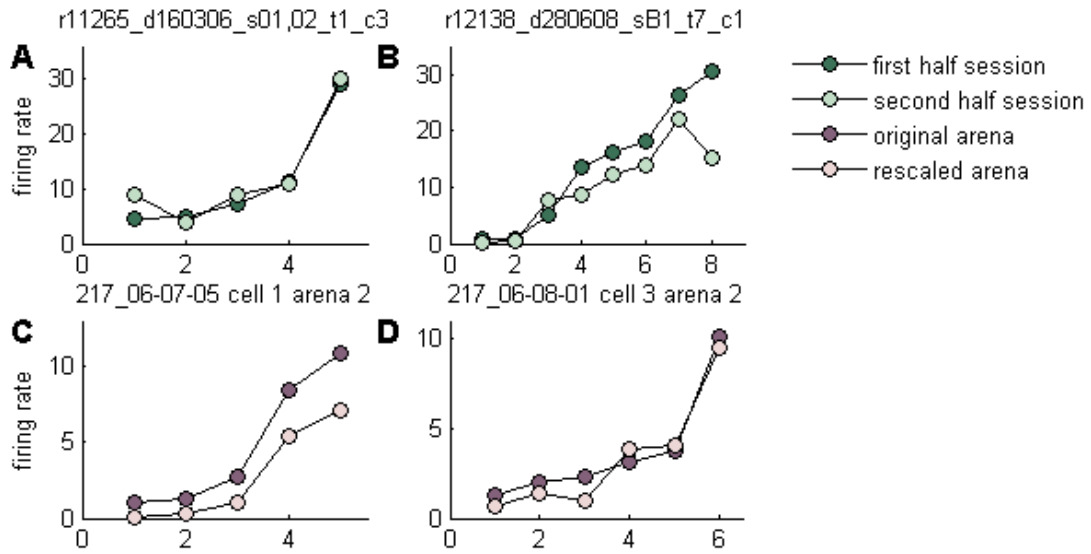 r11265_d160306_s01,02_t1_c3
r12138_d280608_sB1_t7_c1
A
B
firing rate
30
20
10
0
0
2
4
30
20
10
0
0
2
4
6
8
first half session
second half session
original arena
rescaled arena
217_06-07-05 cell 1 arena 2
217_06-08-01 cell 3 arena 2
C
D
firing rate
10
5
0
0
2
4
10
5
0
0
2
4
6